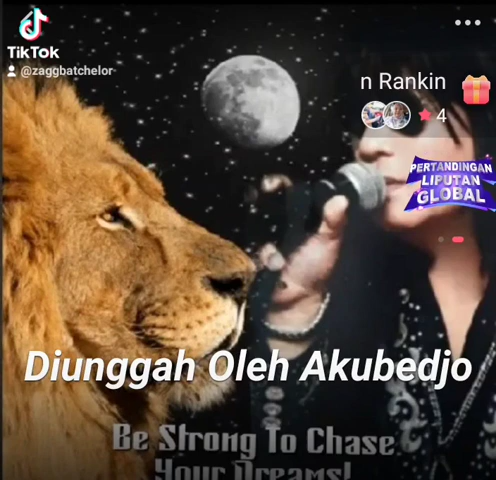 TikTok
@zaggbatchelor
n Rankin
4
PERTANDINGAN
LIPUTAN
GLOBAL
Diunggah Oleh Akubedjo
Be Strong To Chase
Your Dreams!